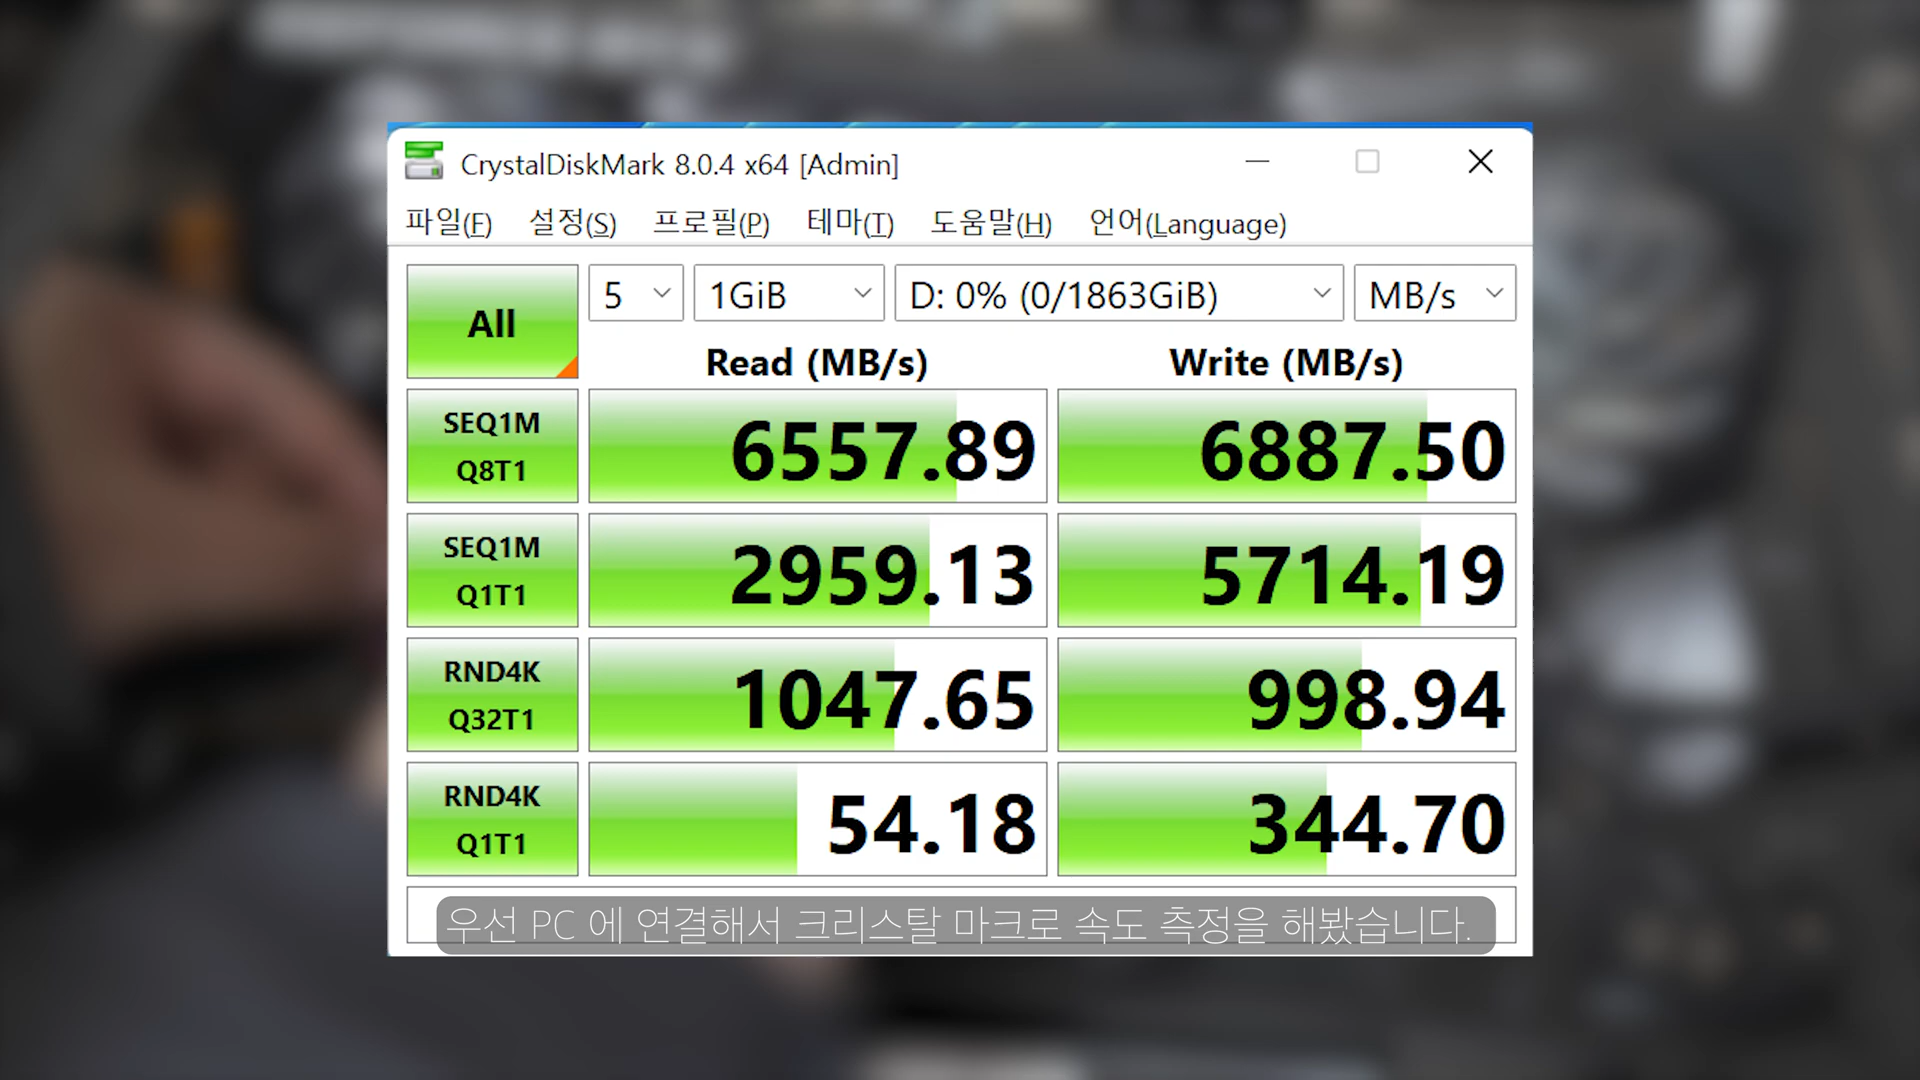 CrystalDiskMark 8.0.4 x64 [Admin]
파일(F) 설정(S) 프로필(P) 테마(T) 도움말(H) 언어(Language)
All 5 1GiB D: 0% (0/1863GiB) MB/s
Read (MB/s) Write (MB/s)
SEQ1M
Q8T1 6557.89 6887.50
SEQ1M
Q1T1 2959.13 5714.19
RND4K
Q32T1 1047.65 998.94
RND4K
Q1T1 54.18 344.70
우선 PC 에 연결해서 크리스탈 마크로 속도 측정을 해봤습니다.